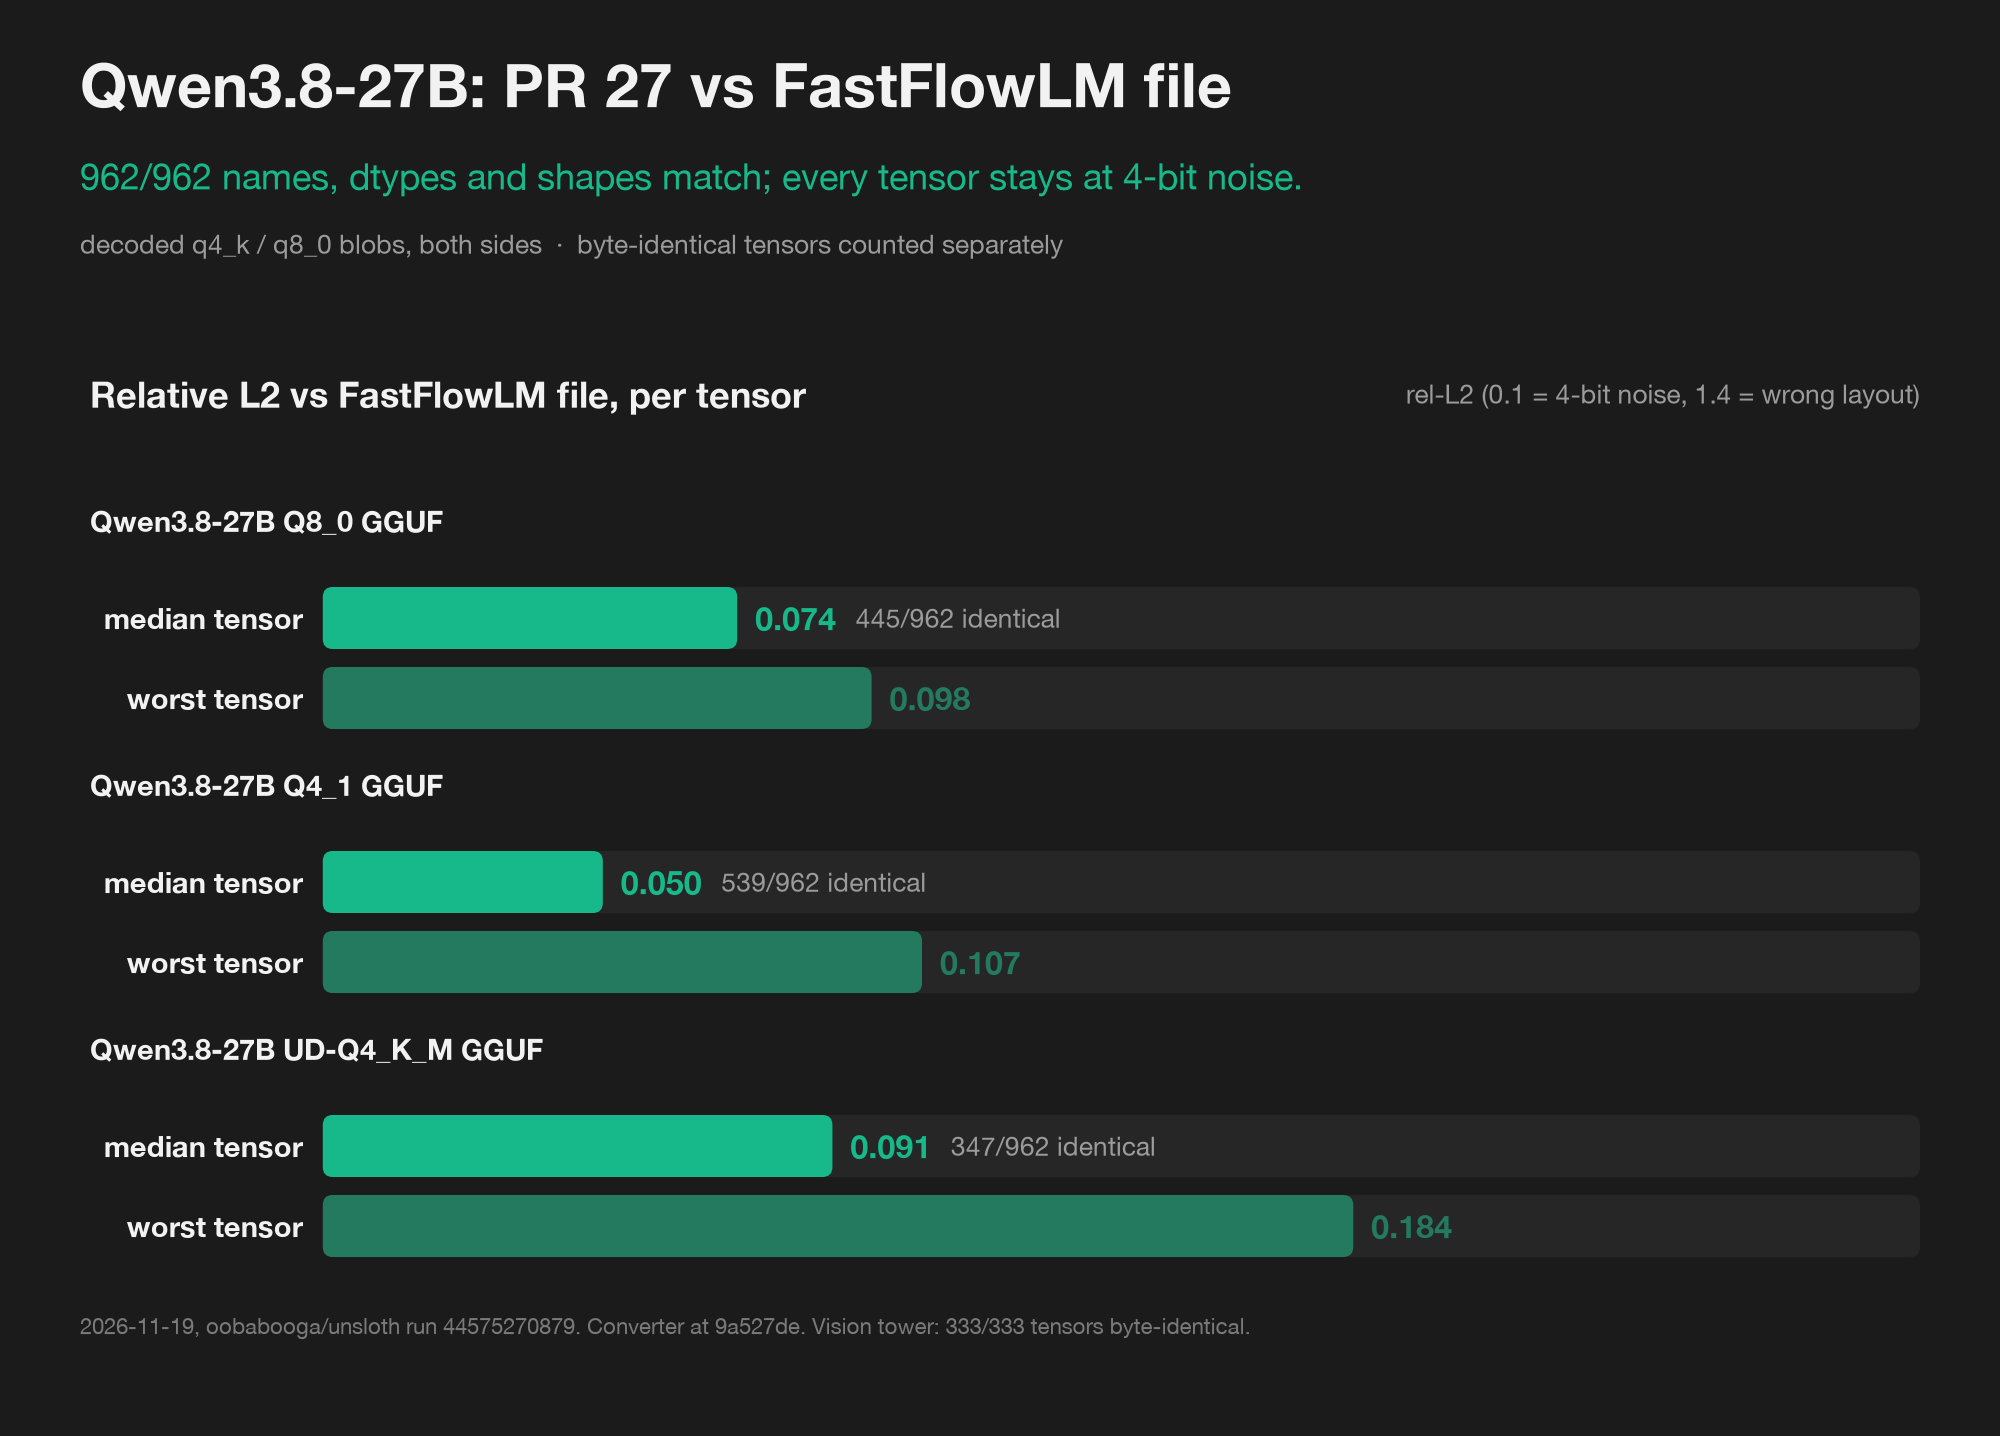 Qwen3.8-27B: PR 27 vs FastFlowLM file
962/962 names, dtypes and shapes match; every tensor stays at 4-bit noise.
decoded q4_k / q8_0 blobs, both sides · byte-identical tensors counted separately
Relative L2 vs FastFlowLM file, per tensor
rel-L2 (0.1 = 4-bit noise, 1.4 = wrong layout)
Qwen3.8-27B Q8_0 GGUF
median tensor 0.074 445/962 identical
worst tensor 0.098
Qwen3.8-27B Q4_1 GGUF
median tensor 0.050 539/962 identical
worst tensor 0.107
Qwen3.8-27B UD-Q4_K_M GGUF
median tensor 0.091 347/962 identical
worst tensor 0.184
2026-11-19, oobabooga/unsloth run 44575270879. Converter at 9a527de. Vision tower: 333/333 tensors byte-identical.